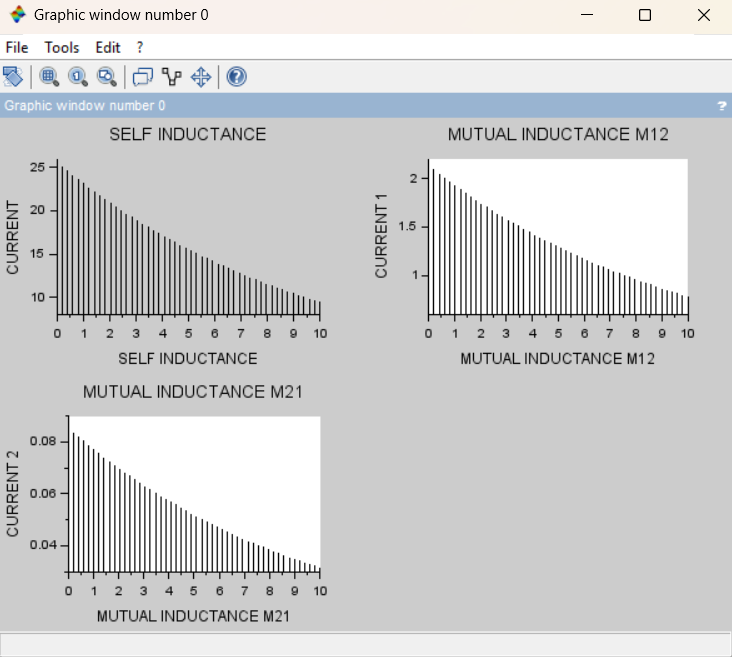 Graphic window number 0
File Tools Edit ?
Graphic window number 0 ?
SELF INDUCTANCE
CURRENT
25
20
15
10
0 1 2 3 4 5 6 7 8 9 10
SELF INDUCTANCE
MUTUAL INDUCTANCE M12
CURRENT 1
2
1.5
1
0 1 2 3 4 5 6 7 8 9 10
MUTUAL INDUCTANCE M12
MUTUAL INDUCTANCE M21
CURRENT 2
0.08
0.06
0.04
0 1 2 3 4 5 6 7 8 9 10
MUTUAL INDUCTANCE M21